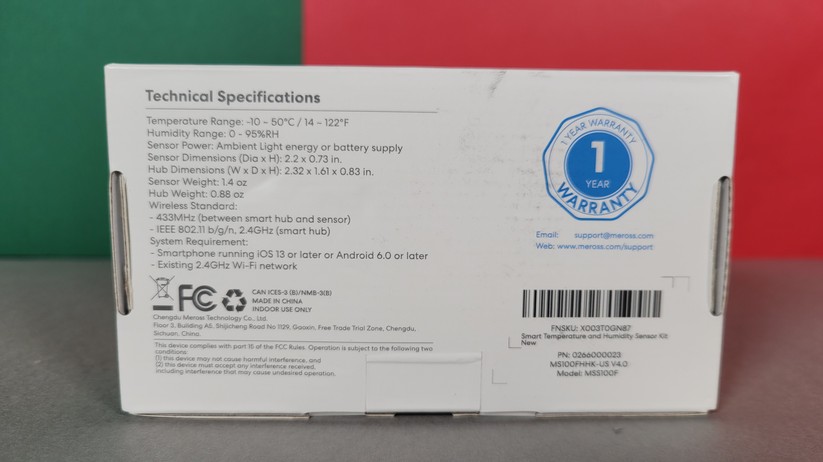 Technical Specifications
Temperature Range: -10 ~ 50°C / 14 ~ 122°F
Humidity Range: 0 - 95%RH
Sensor Power: Ambient Light energy or battery supply
Sensor Dimensions (Dia x H): 2.2 x 0.73 in.
Hub Dimensions (W x D x H): 2.32 x 1.61 x 0.83 in.
Sensor Weight: 1.4 oz
Hub Weight: 0.88 oz
Wireless Standard:
- 433MHz (between smart hub and sensor)
- IEEE 802.11 b/g/n, 2.4GHz (smart hub)
System Requirement:
- Smartphone running iOS 13 or later or Android 6.0 or later
- Existing 2.4GHz Wi-Fi network
FC
CAN ICES-3 (B)/NMB-3(B)
MADE IN CHINA
INDOOR USE ONLY
Chengdu Meross Technology Co., Ltd.
Floor 3, Building A5, Shijicheng Road No 1129, Gaoxin, Free Trade Trial Zone, Chengdu,
Sichuan, China.
This device complies with part 15 of the FCC Rules. Operation is subject to the following two
conditions:
(1) this device may not cause harmful interference, and
(2) this device must accept any interference received,
including interference that may cause undesired operation.
1 YEAR WARRANTY
1
YEAR
WARRANTY
Email: support@meross.com
Web: www.meross.com/support
FNSKU: X003T0GN87
Smart Temperature and Humidity Sensor Kit
New
PN: 0266000023
MS100FHHK-US V4.0
Model: MSS100F